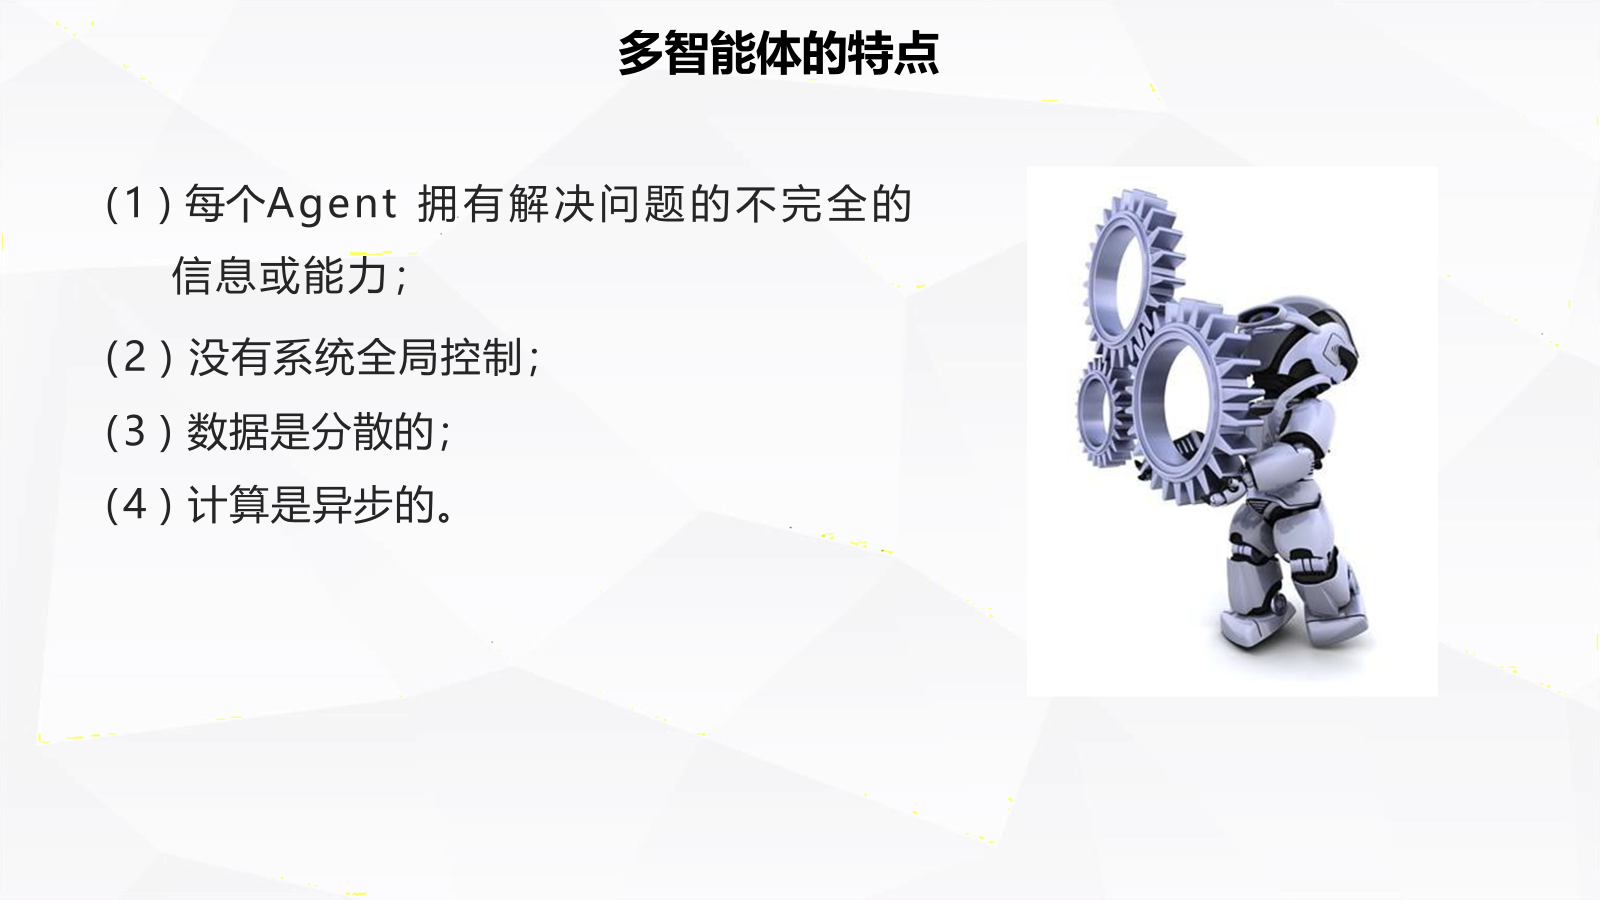 多智能体的特点
(1) 每个Agent 拥有解决问题的不完全的
信息或能力;
(2) 没有系统全局控制;
(3) 数据是分散的;
(4) 计算是异步的。